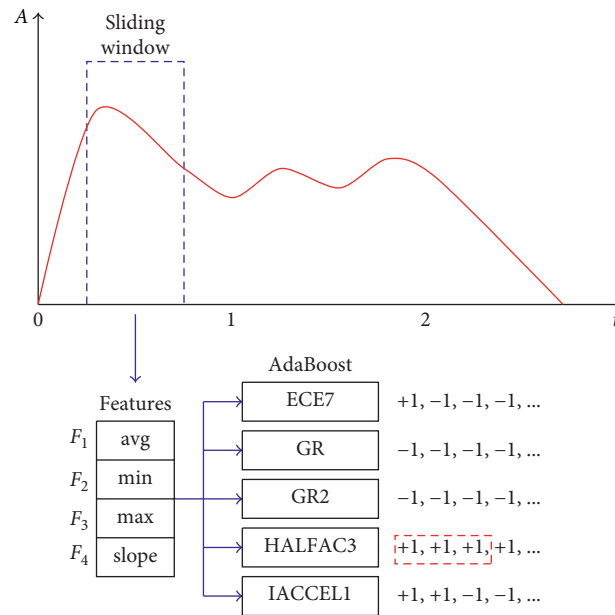 A
Sliding
window
0 1 2
AdaBoost
Features
ECE7 +1, −1, −1, −1, ...
F1 avg
GR −1, −1, −1, −1, ...
F2 min
GR2 −1, −1, −1, −1, ...
F3 max
HALFAC3 +1, +1, +1, +1, ...
F4 slope
IACCEL1 +1, +1, −1, −1, ...